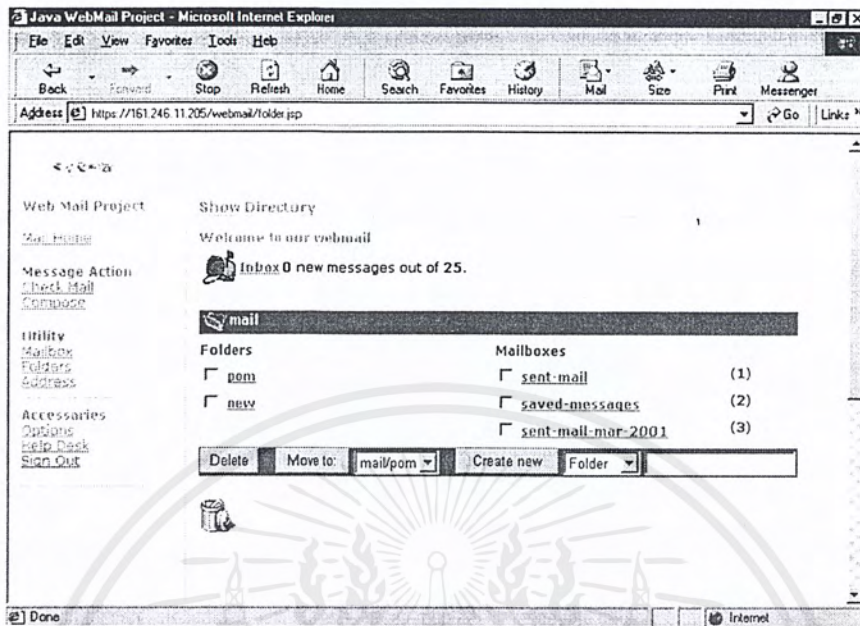 Java WebMail Project - Microsoft Internet Explorer
File Edit View Favorites Tools Help
Back Forward Stop Refresh Home Search Favorites History Mail Size Print Messenger
Address https://161.246.11.205/webmail/folder.jsp Go Links
Web Mail Project
Mail Home
Message Action
Check Mail
Compose
Utility
Mailbox
Folders
Address
Accessaries
Options
Help Desk
Sign Out
Show Directory
Welcome to our webmail
Inbox 0 new messages out of 25.
mail
Folders Mailboxes
pom sent-mail (1)
new saved-messages (2)
sent-mail-mar-2001 (3)
Delete Move to: mail/pom Create new Folder
Done Internet